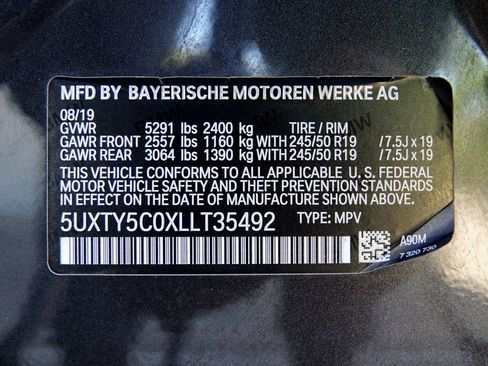 MFD BY BAYERISCHE MOTOREN WERKE AG
08/19
GVWR 5291 lbs 2400 kg TIRE / RIM
GAWR FRONT 2557 lbs 1160 kg ** 245/50 R19 / 7.5J x 19
GAWR REAR 3064 lbs 1390 kg ** 245/50 R19 / 7.5J x 19
THIS VEHICLE CONFORMS TO ALL APPLICABLE U. S. FEDERAL
MOTOR VEHICLE SAFETY AND THEFT PREVENTION STANDARDS
IN EFFECT ON THE DATE OF MANUFACTURE SHOWN ABOVE.
5UXTY5C0XLLT35492 TYPE: MPV
A90M
7 320 730